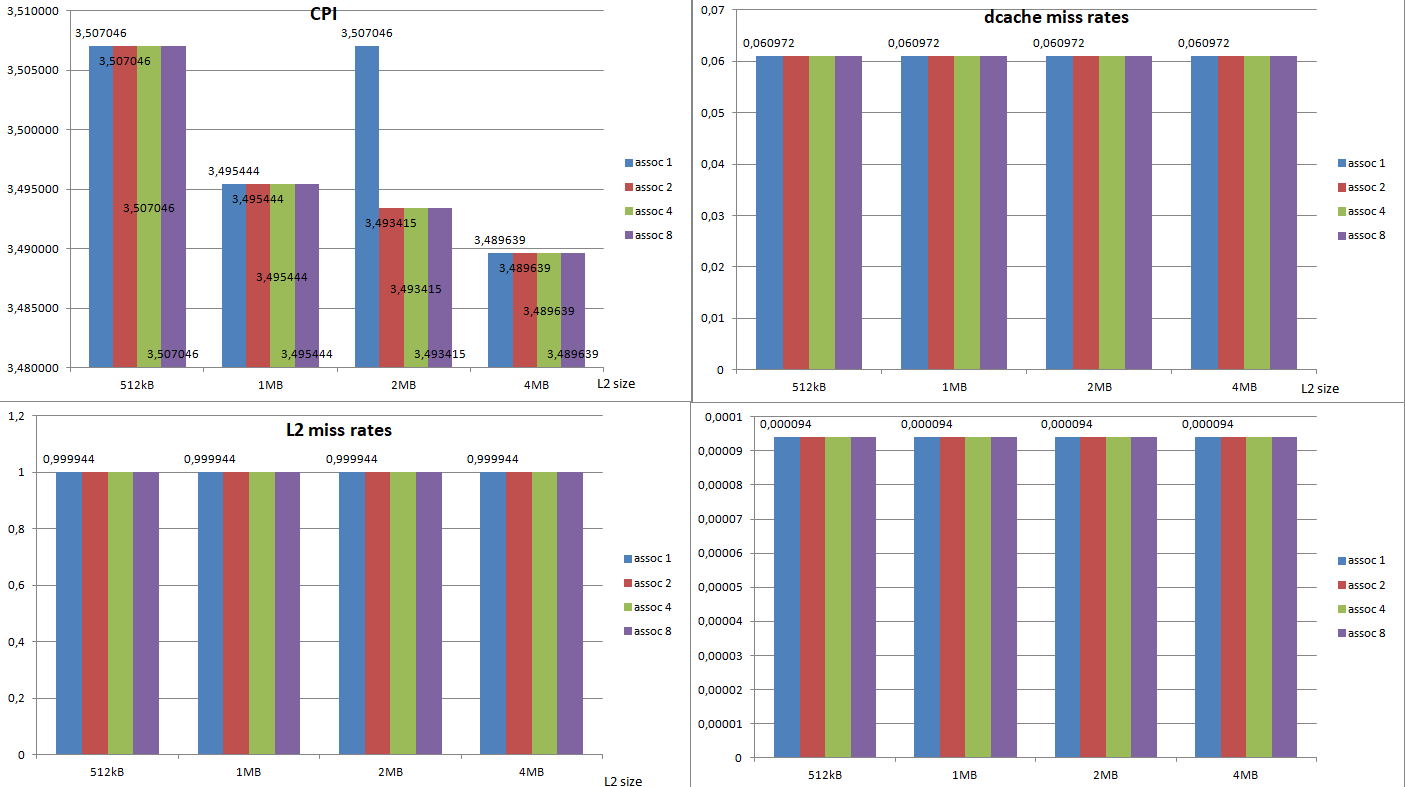 CPI
3,510000
3,505000
3,500000
3,495000
3,490000
3,485000
3,480000
3,507046
3,507046
3,507046
3,507046
3,495444
3,495444
3,495444
3,495444
3,507046
3,493415
3,493415
3,493415
3,489639
3,489639
3,489639
3,489639
512kB 1MB 2MB 4MB
L2 size
assoc 1
assoc 2
assoc 4
assoc 8
dcache miss rates
0,07
0,06
0,05
0,04
0,03
0,02
0,01
0
0,060972 0,060972 0,060972 0,060972
512kB 1MB 2MB 4MB
L2 size
assoc 1
assoc 2
assoc 4
assoc 8
L2 miss rates
1,2
1
0,8
0,6
0,4
0,2
0
0,999944 0,999944 0,999944 0,999944
512kB 1MB 2MB 4MB
L2 size
assoc 1
assoc 2
assoc 4
assoc 8
0,0001
0,00009
0,00008
0,00007
0,00006
0,00005
0,00004
0,00003
0,00002
0,00001
0
0,000094 0,000094 0,000094 0,000094
512kB 1MB 2MB 4MB
assoc 1
assoc 2
assoc 4
assoc 8